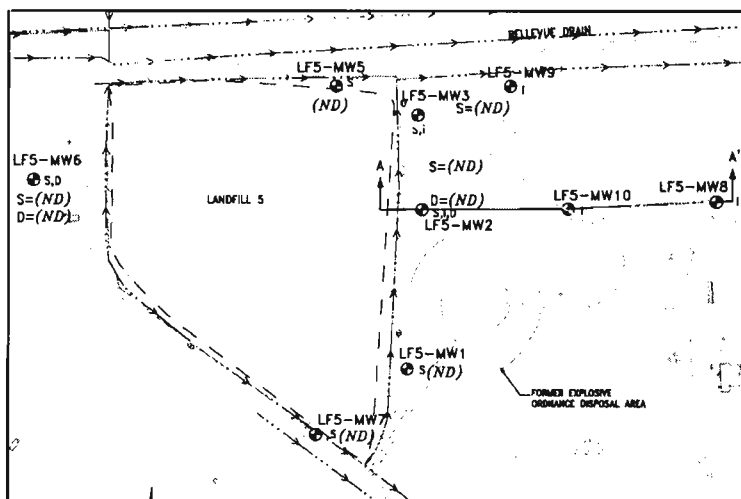 BELLEVUE DRAIN
LF5-MW5
S
(ND)
LF5-MW9
I
LF5-MW3
S=(ND)
S,I
LF5-MW6
S,D
S=(ND)
D=(ND)
LANDFILL 5
S=(ND)
A
A'
D=(ND)
S,I,D
LF5-MW2
LF5-MW10
I
LF5-MW8
I
LF5-MW1
S(ND)
FORMER EXPLOSIVE
ORDNANCE DISPOSAL AREA
LF5-MW7
S(ND)